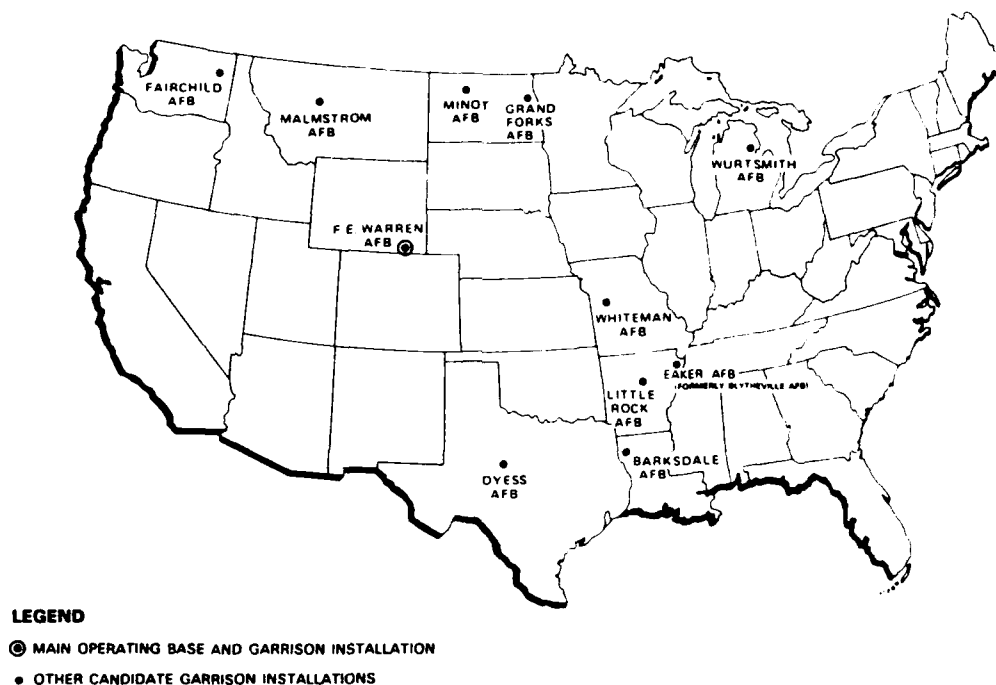 FAIRCHILD
AFB
MALMSTROM
AFB
MINOT
AFB
GRAND
FORKS
AFB
WURTSMITH
AFB
F.E. WARREN
AFB
WHITEMAN
AFB
EAKER AFB
(FORMERLY BLYTHEVILLE AFB)
LITTLE
ROCK
AFB
BARKSDALE
AFB
DYESS
AFB
LEGEND
MAIN OPERATING BASE AND GARRISON INSTALLATION
OTHER CANDIDATE GARRISON INSTALLATIONS